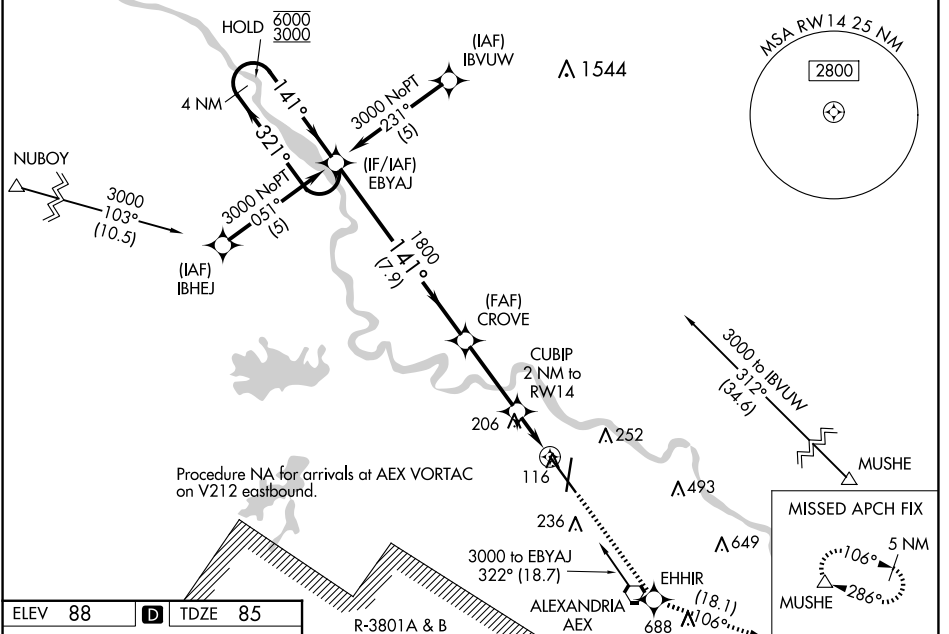 HOLD 6000
3000
(IAF)
IBVUW
1544
MSA RW14 25 NM
2800
4 NM
141°
321°
3000 NoPT
231°
(5)
(IF/IAF)
EBYAJ
NUBOY
3000
103°
(10.5)
3000 NoPT
051°
(5)
(IAF)
IBHEJ
1800
141°
(7.9)
(FAF)
CROVE
CUBIP
2 NM to
RW14
206
252
116
3000 to IBVUW
312°
(34.6)
MUSHE
Procedure NA for arrivals at AEX VORTAC
on V212 eastbound.
493
236
649
MISSED APCH FIX
5 NM
106°
286°
MUSHE
3000 to EBYAJ
322° (18.7)
EHHIR
(18.1)
106°
ALEXANDRIA
AEX
688
R-3801A & B
ELEV 88 D TDZE 85